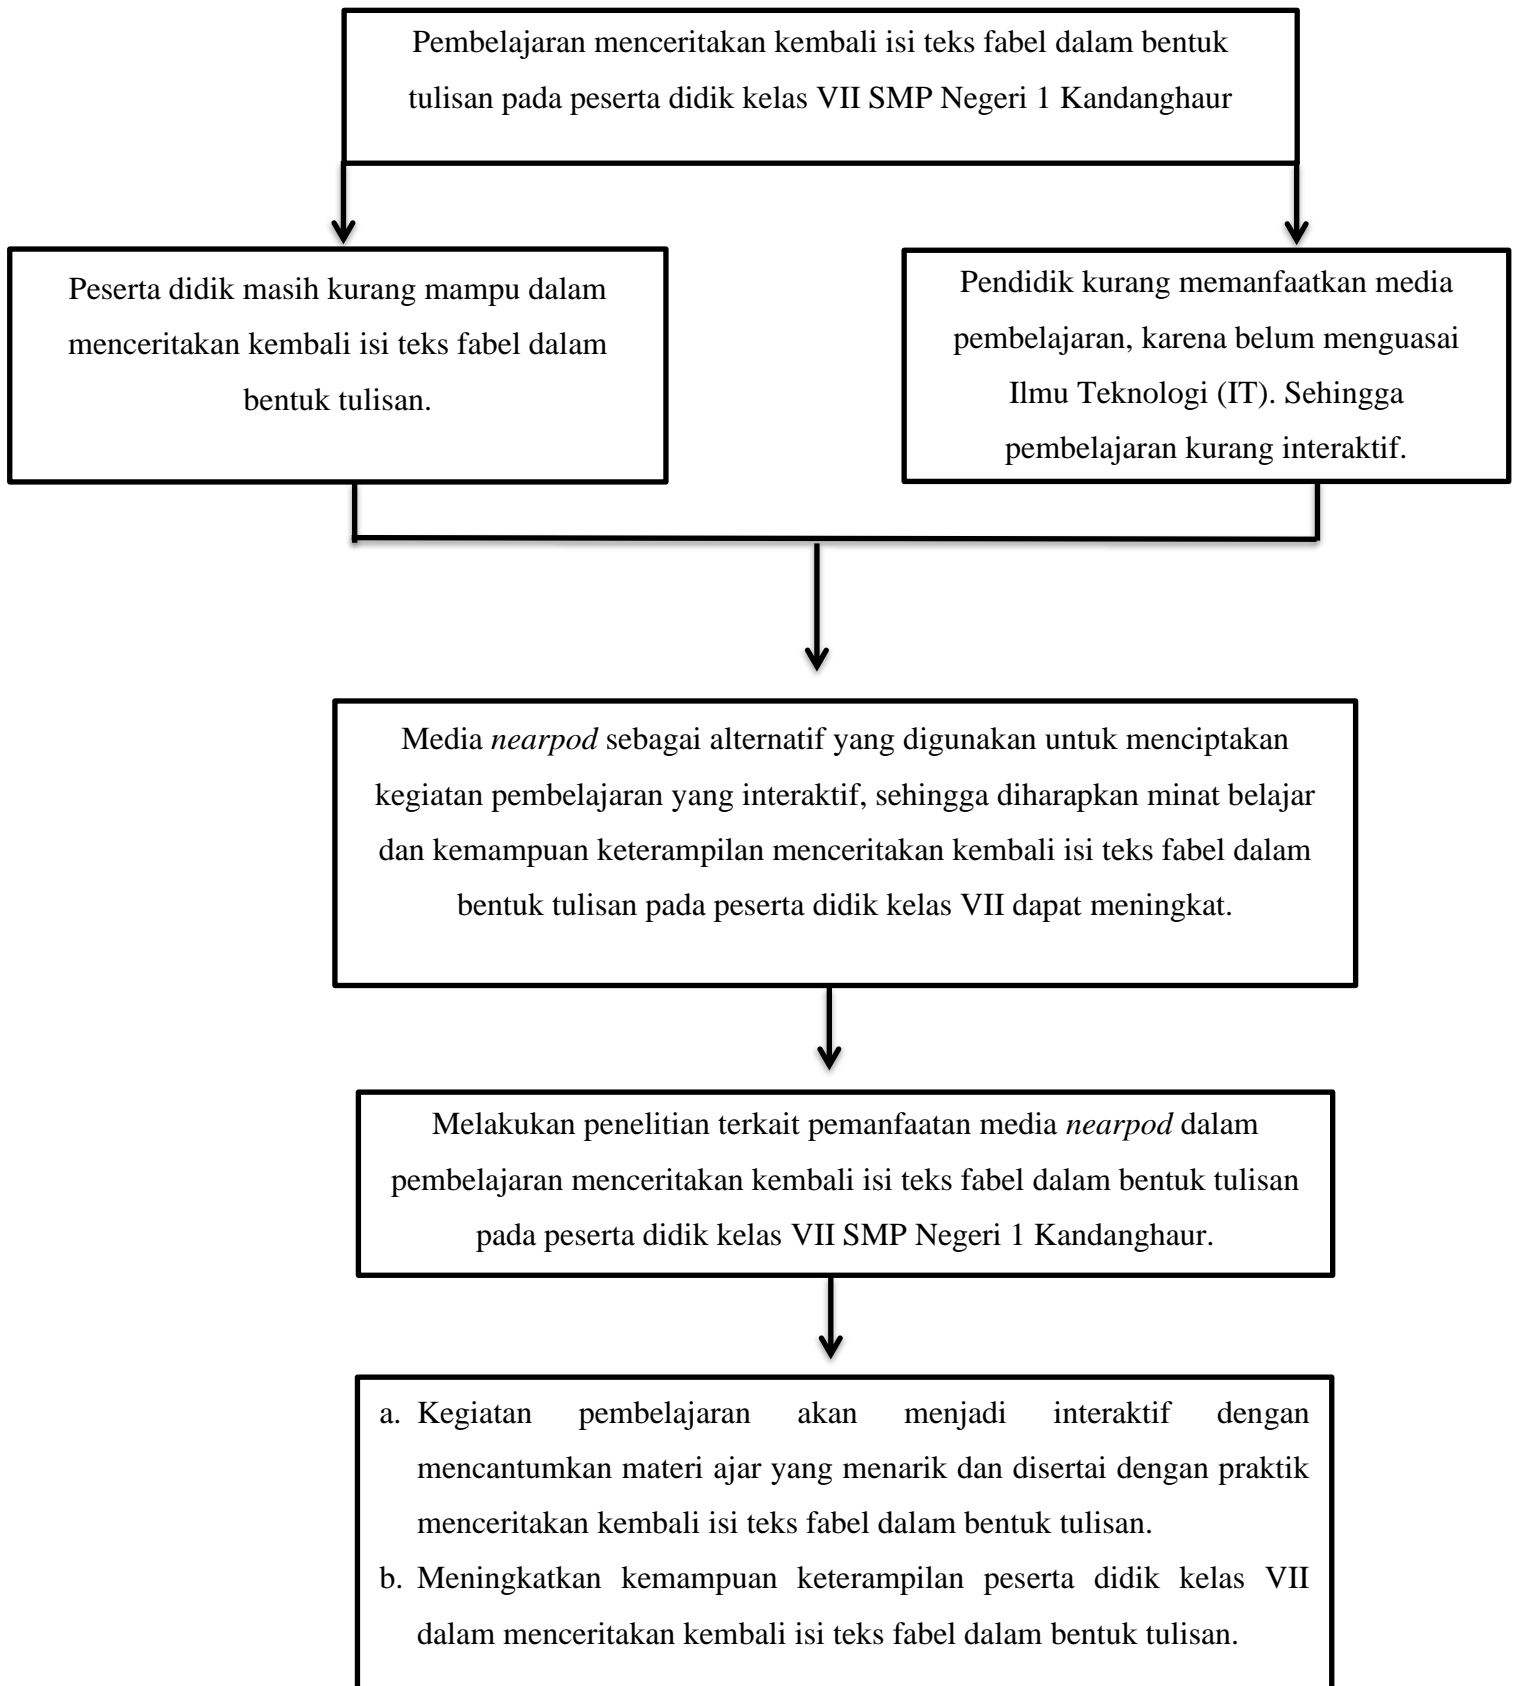 Pembelajaran menceritakan kembali isi teks fabel dalam bentuk
tulisan pada peserta didik kelas VII SMP Negeri 1 Kandanghaur
Peserta didik masih kurang mampu dalam
menceritakan kembali isi teks fabel dalam
bentuk tulisan.
Pendidik kurang memanfaatkan media
pembelajaran, karena belum menguasai
Ilmu Teknologi (IT). Sehingga
pembelajaran kurang interaktif.
Media nearpod sebagai alternatif yang digunakan untuk menciptakan
kegiatan pembelajaran yang interaktif, sehingga diharapkan minat belajar
dan kemampuan keterampilan menceritakan kembali isi teks fabel dalam
bentuk tulisan pada peserta didik kelas VII dapat meningkat.
Melakukan penelitian terkait pemanfaatan media nearpod dalam
pembelajaran menceritakan kembali isi teks fabel dalam bentuk tulisan
pada peserta didik kelas VII SMP Negeri 1 Kandanghaur.
a. Kegiatan pembelajaran akan menjadi interaktif dengan
mencantumkan materi ajar yang menarik dan disertai dengan praktik
menceritakan kembali isi teks fabel dalam bentuk tulisan.
b. Meningkatkan kemampuan keterampilan peserta didik kelas VII
dalam menceritakan kembali isi teks fabel dalam bentuk tulisan.